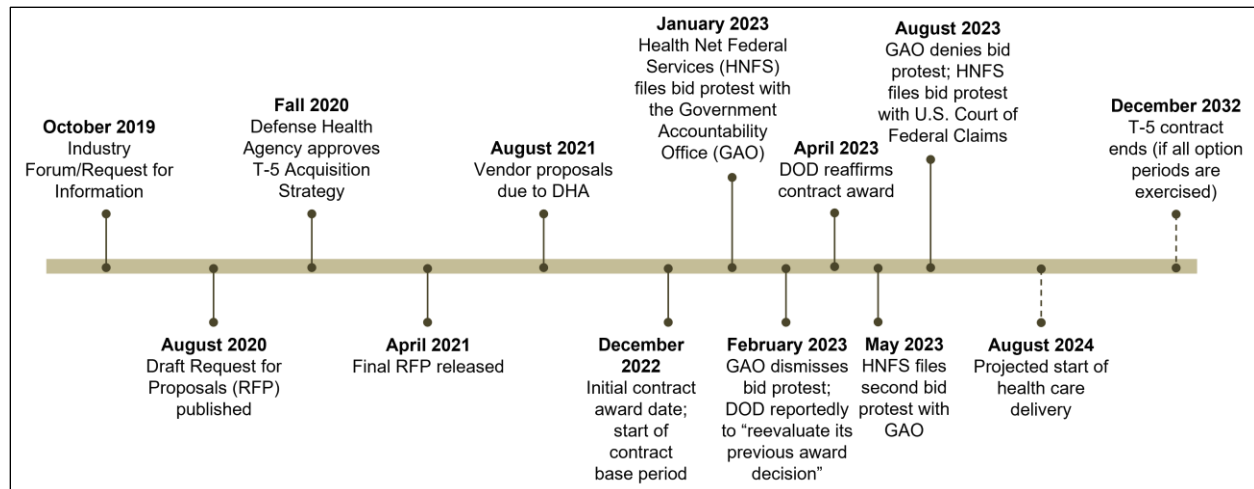 October 2019
Industry
Forum/Request for
Information
August 2020
Draft Request for
Proposals (RFP)
published
Fall 2020
Defense Health
Agency approves
T-5 Acquisition
Strategy
April 2021
Final RFP released
August 2021
Vendor proposals
due to DHA
December
2022
Initial contract
award date;
start of
contract
base period
January 2023
Health Net Federal
Services (HNFS)
files bid protest with
the Government
Accountability
Office (GAO)
February 2023
GAO dismisses
bid protest;
DOD reportedly
to “reevaluate its
previous award
decision”
April 2023
DOD reaffirms
contract award
May 2023
HNFS files
second bid
protest with
GAO
August 2023
GAO denies bid
protest; HNFS
files bid protest
with U.S. Court of
Federal Claims
August 2024
Projected start of
health care
delivery
December 2032
T-5 contract
ends (if all option
periods are
exercised)